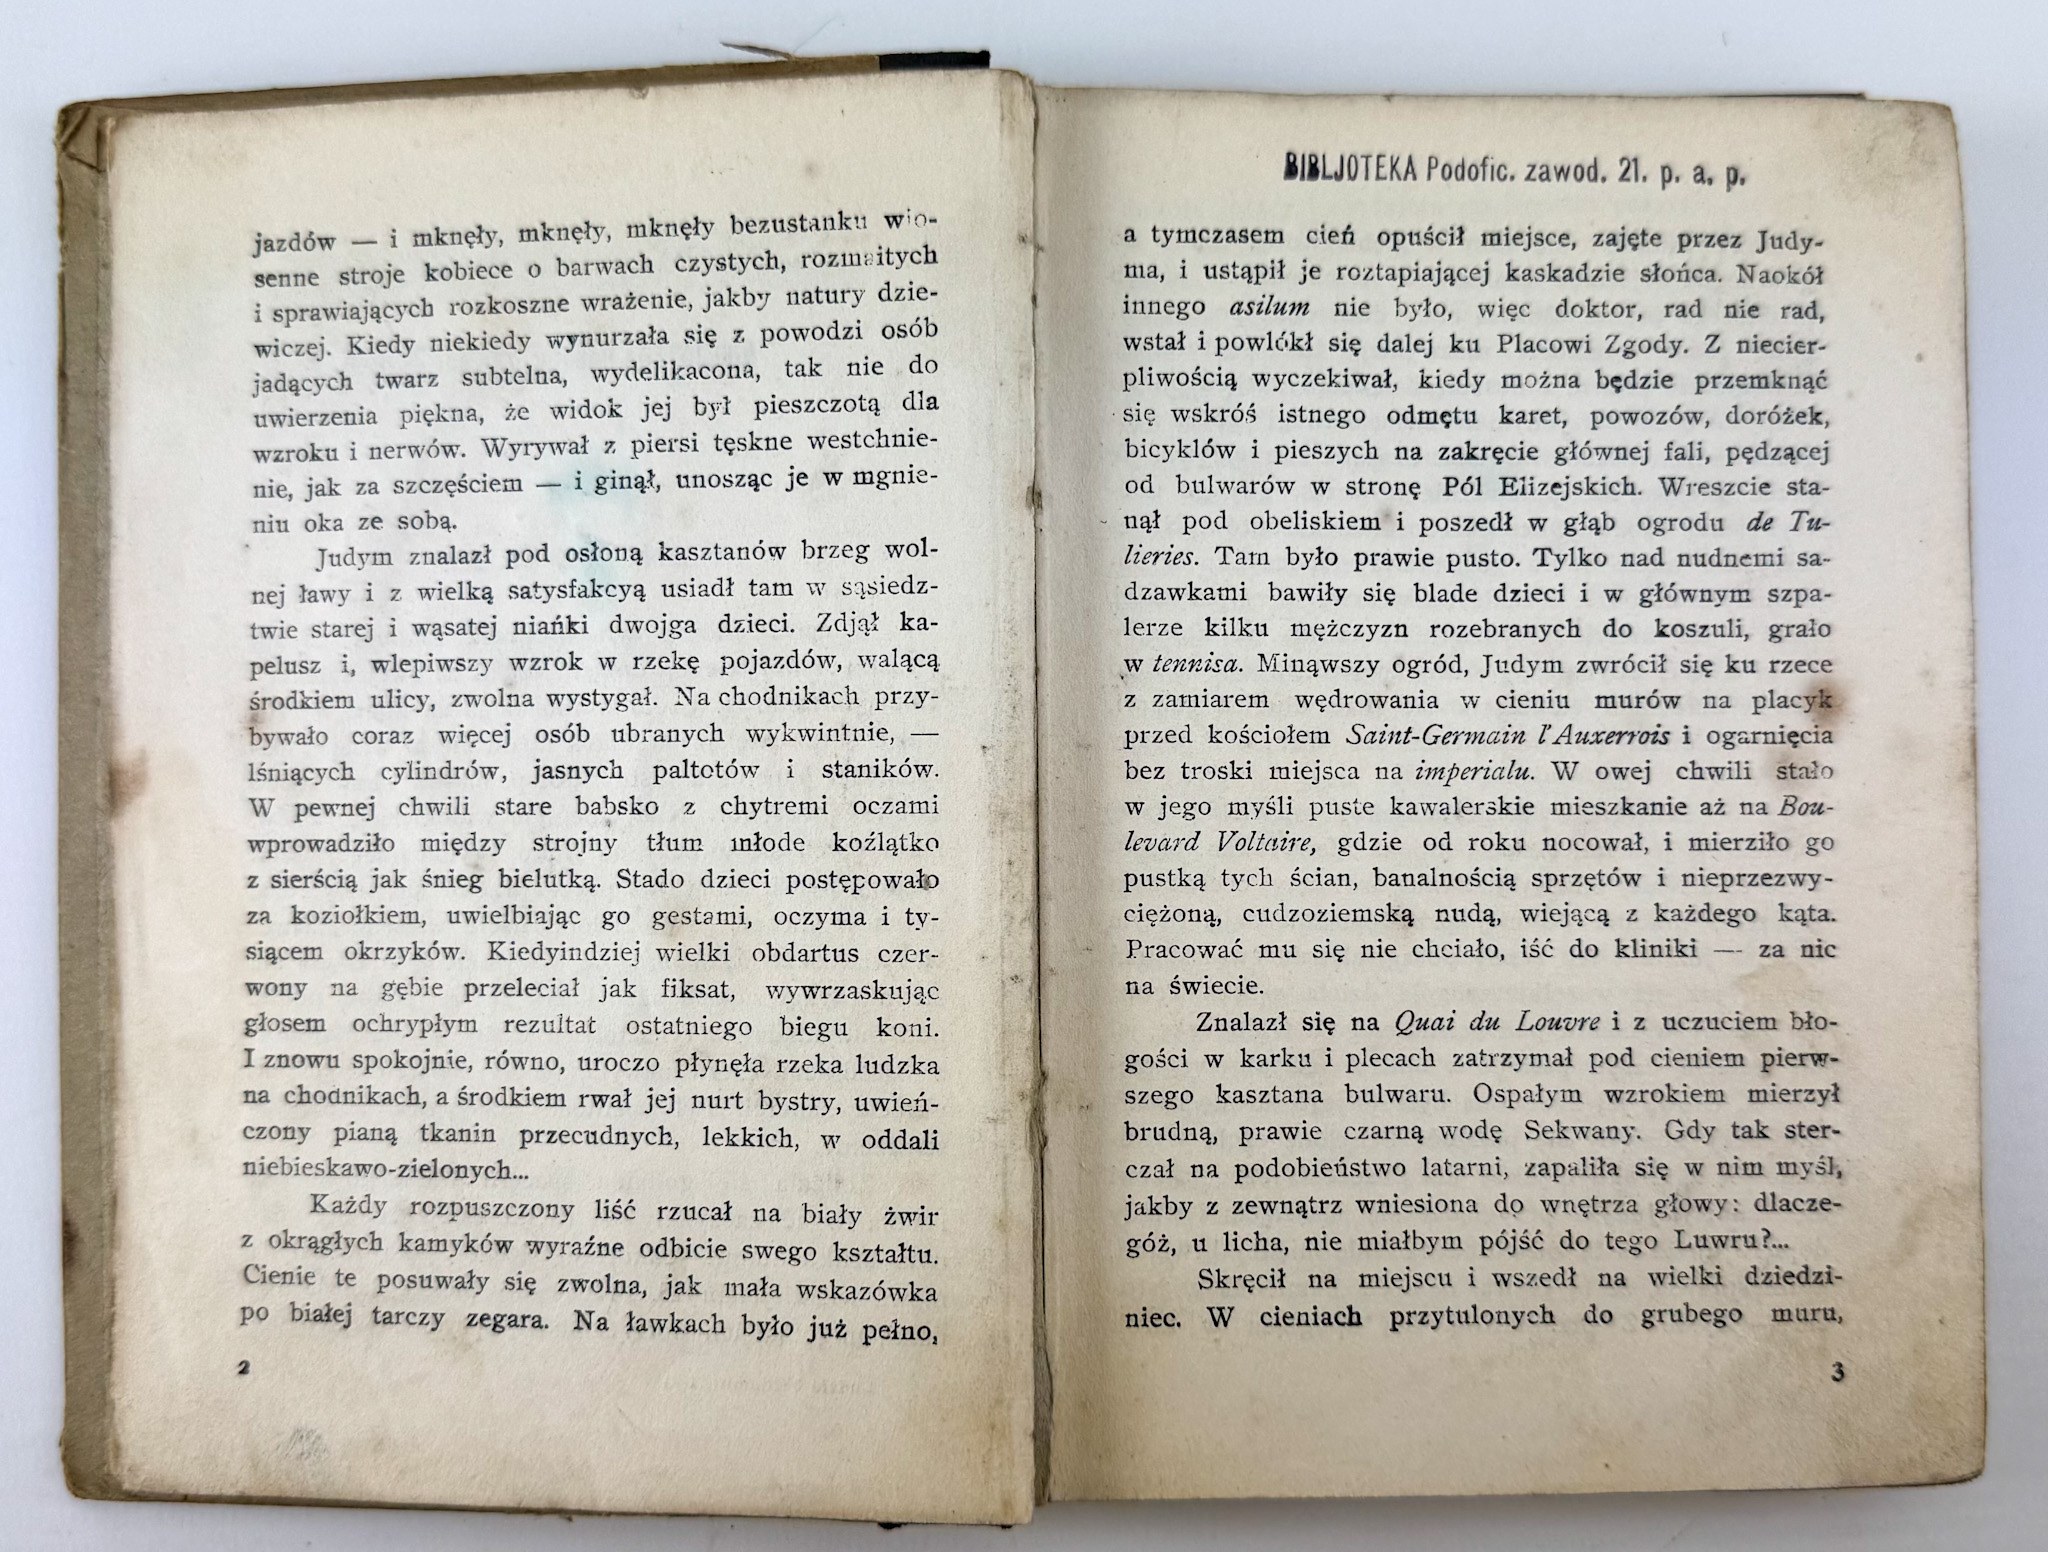 jazdów — i mknęły, mknęły, mknęły bezustanku wio-
senne stroje kobiece o barwach czystych, rozmaitych
i sprawiających rozkoszne wrażenie, jakby natury dzie-
wiczej. Kiedy niekiedy wynurzała się z powodzi osób
jadących twarz subtelna, wydelikacona, tak nie do
uwierzenia piękna, że widok jej był pieszczotą dla
wzroku i nerwów. Wyrywał z piersi tęskne westchnie-
nie, jak za szczęściem — i ginął, unosząc je w mgnie-
niu oka ze sobą.
Judym znalazł pod osłoną kasztanów brzeg wol-
nej ławy i z wielką satysfakcyą usiadł tam w sąsiedz-
twie starej i wąsatej niańki dwojga dzieci. Zdjął ka-
pelusz i, wlepiwszy wzrok w rzekę pojazdów, walącą
środkiem ulicy, zwolna wystygał. Na chodnikach przy-
bywało coraz więcej osób ubranych wykwintnie, —
lśniących cylindrów, jasnych paltotów i staników.
W pewnej chwili stare babsko z chytremi oczami
wprowadziło między strojny tłum młode koźlątko
z sierścią jak śnieg bielutką. Stado dzieci postępowało
za koziołkiem, uwielbiając go gestami, oczyma i ty-
siącem okrzyków. Kiedyindziej wielki obdartus czer-
wony na gębie przeleciał jak fiksat, wywrzaskując
głosem ochrypłym rezultat ostatniego biegu koni.
I znowu spokojnie, równo, uroczo płynęła rzeka ludzka
na chodnikach, a środkiem rwał jej nurt bystry, uwień-
czony pianą tkanin przecudnych, lekkich, w oddali
niebieskawo-zielonych...
Każdy rozpuszczony liść rzucał na biały żwir
z okrągłych kamyków wyraźne odbicie swego kształtu.
Cienie te posuwały się zwolna, jak mała wskazówka
po białej tarczy zegara. Na ławkach było już pełno,
2
BIBLJOTEKA Podofic. zawod. 21. p. a. p.
a tymczasem cień opuścił miejsce, zajęte przez Judy-
ma, i ustąpił je roztapiającej kaskadzie słońca. Naokół
innego asilum nie było, więc doktor, rad nie rad,
wstał i powlókł się dalej ku Placowi Zgody. Z niecier-
pliwością wyczekiwał, kiedy można będzie przemknąć
się wskróś istnego odmętu karet, powozów, doróżek,
bicyklów i pieszych na zakręcie głównej fali, pędzącej
od bulwarów w stronę Pól Elizejskich. Wreszcie sta-
nął pod obeliskiem i poszedł w głąb ogrodu de Tu-
lieries. Tam było prawie pusto. Tylko nad nudnemi sa-
dzawkami bawiły się blade dzieci i w głównym szpa-
lerze kilku mężczyzn rozebranych do koszuli, grało
w tennisa. Minąwszy ogród, Judym zwrócił się ku rzece
z zamiarem wędrowania w cieniu murów na placyk
przed kościołem Saint-Germain l'Auxerrois i ogarnięcia
bez troski miejsca na imperialu. W owej chwili stało
w jego myśli puste kawalerskie mieszkanie aż na Bou-
levard Voltaire, gdzie od roku nocował, i mierziło go
pustką tych ścian, banalnością sprzętów i nieprzezwy-
ciężoną, cudzoziemską nudą, wiejącą z każdego kąta.
Pracować mu się nie chciało, iść do kliniki — za nic
na świecie.
Znalazł się na Quai du Louvre i z uczuciem bło-
gości w karku i plecach zatrzymał pod cieniem pierw-
szego kasztana bulwaru. Ospałym wzrokiem mierzył
brudną, prawie czarną wodę Sekwany. Gdy tak ster-
czał na podobieństwo latarni, zapaliła się w nim myśl,
jakby z zewnątrz wniesiona do wnętrza głowy: dlacze-
góż, u licha, nie miałbym pójść do tego Luwru?...
Skręcił na miejscu i wszedł na wielki dziedzi-
niec. W cieniach przytulonych do grubego muru,
3